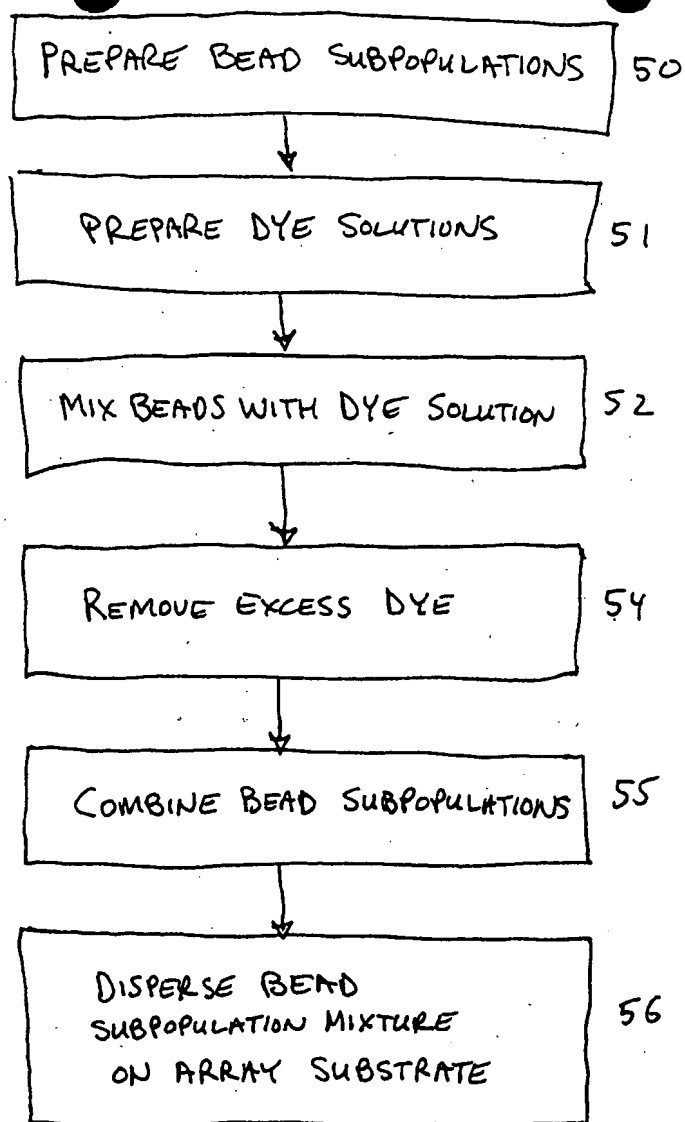 PREPARE BEAD SUBPOPULATIONS 50
PREPARE DYE SOLUTIONS 51
MIX BEADS WITH DYE SOLUTION 52
REMOVE EXCESS DYE 54
COMBINE BEAD SUBPOPULATIONS 55
DISPERSE BEAD
SUBPOPULATION MIXTURE 56
ON ARRAY SUBSTRATE